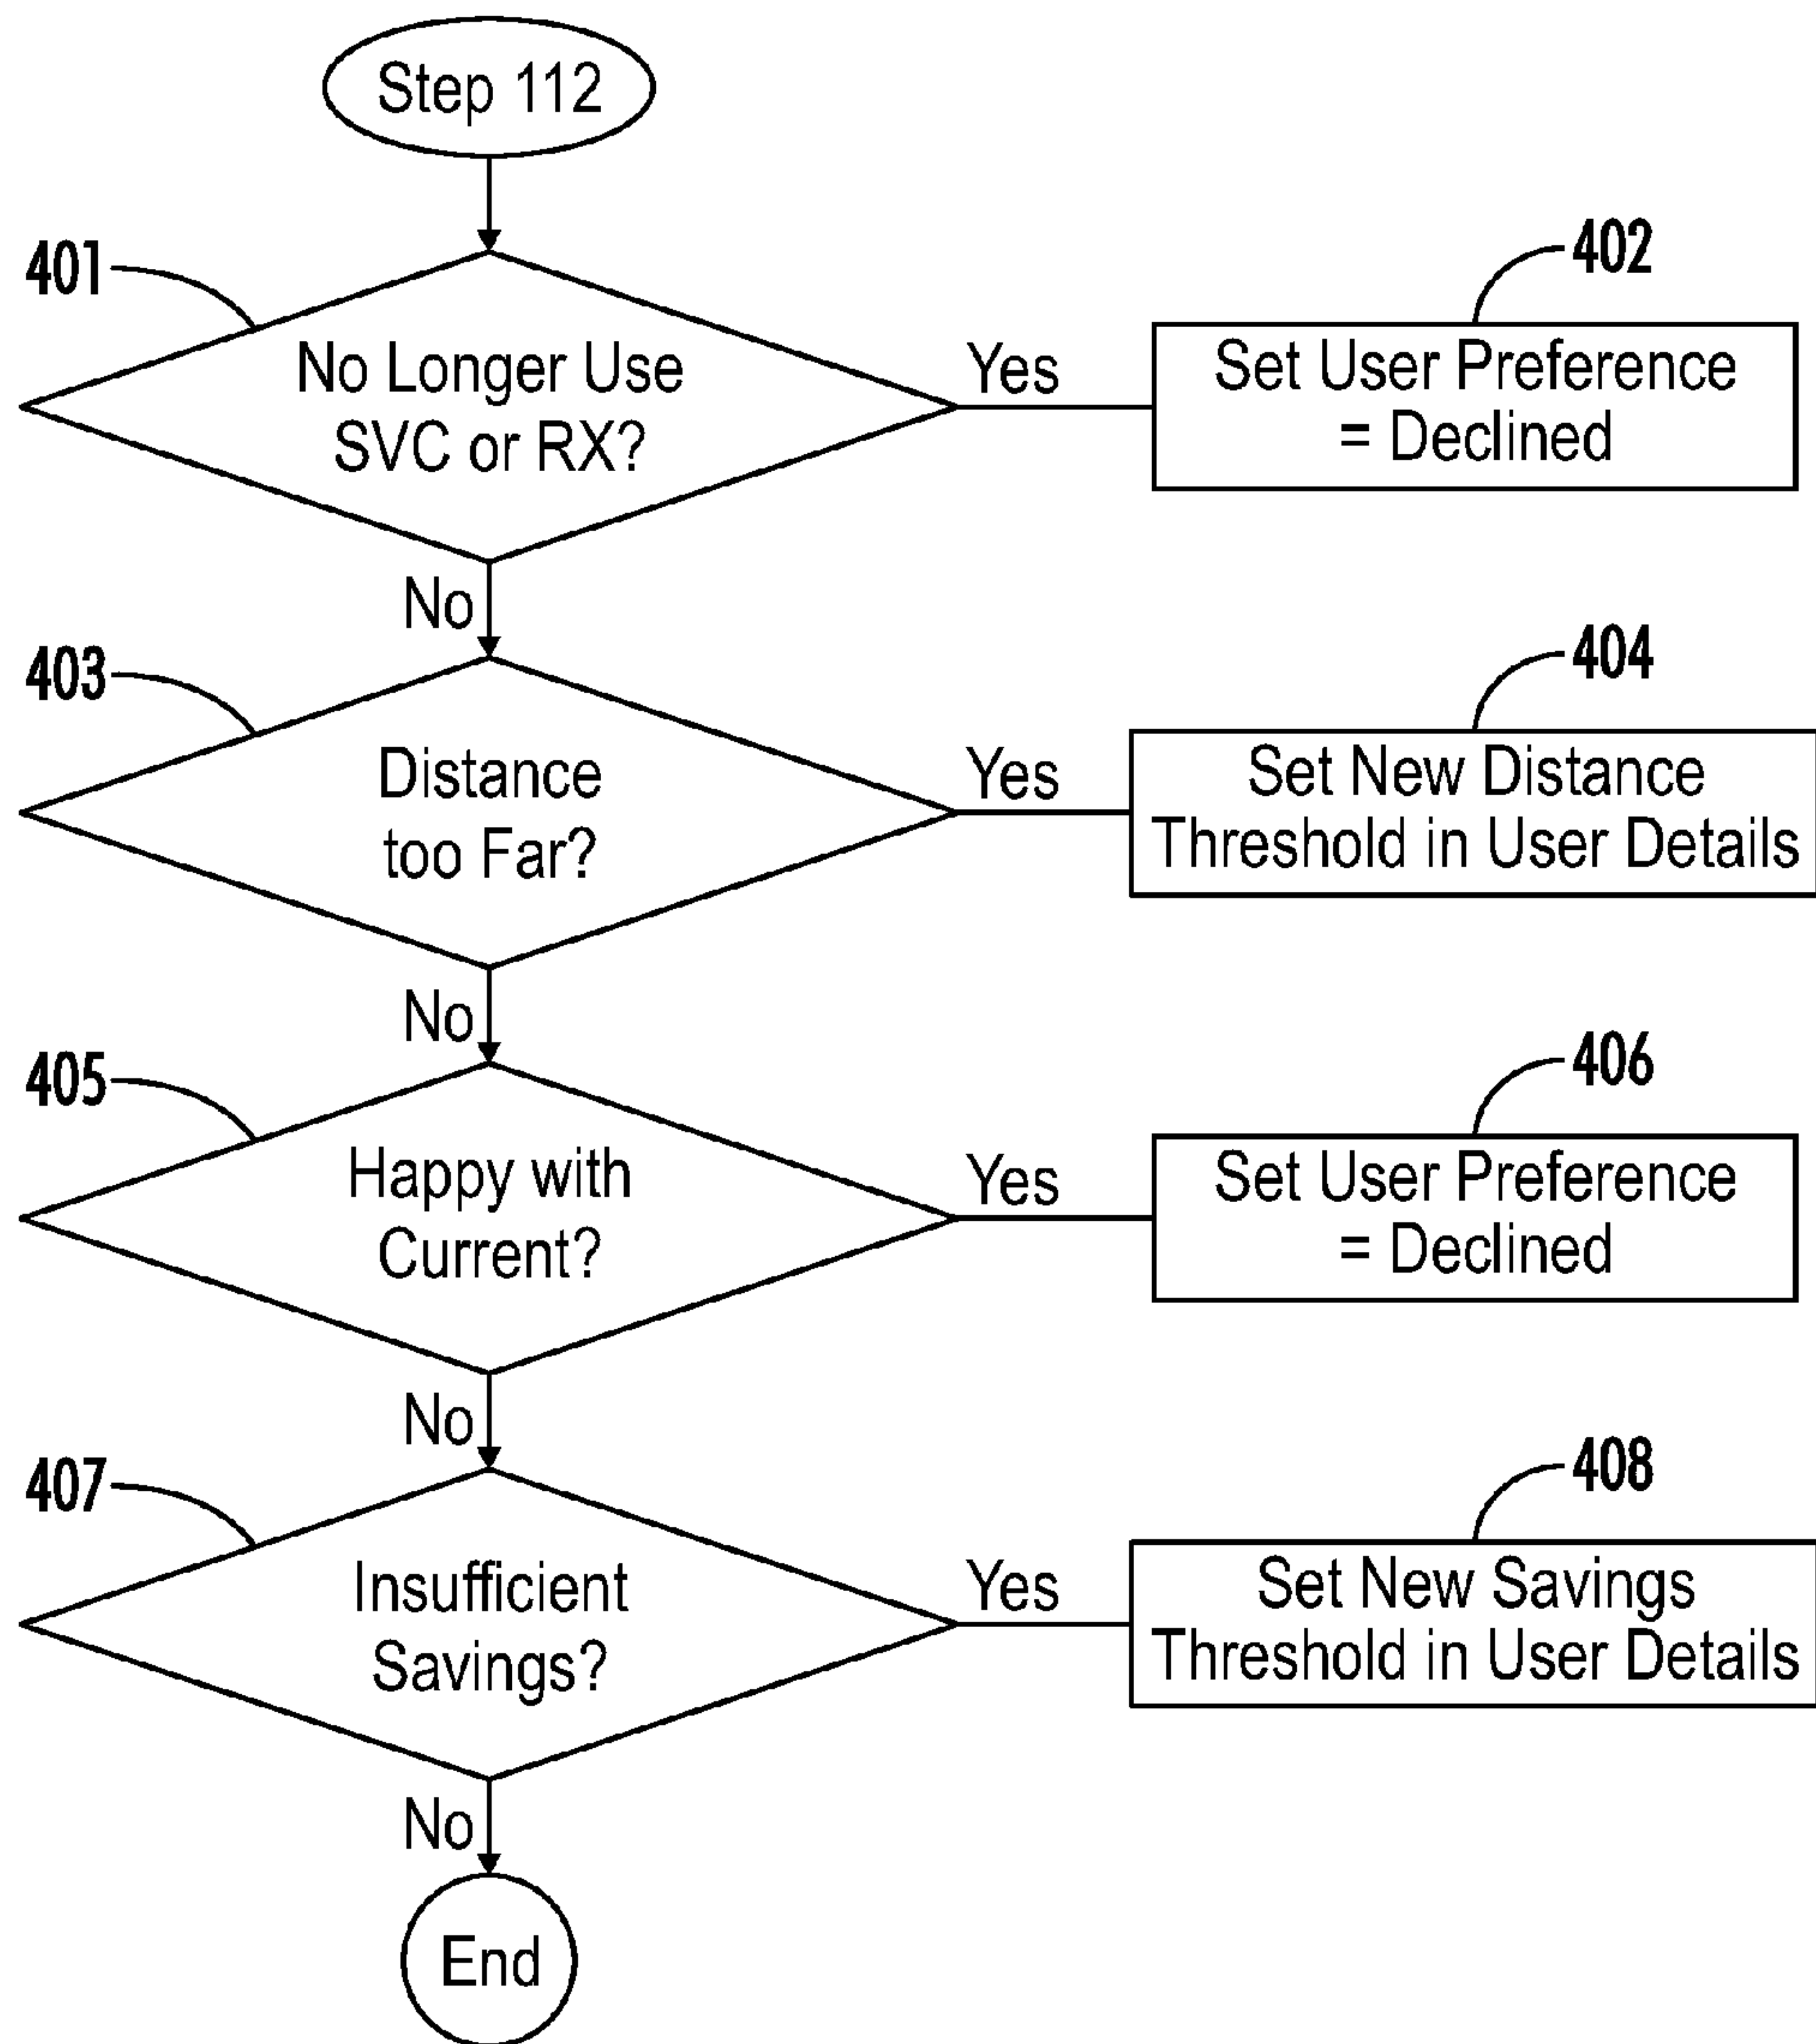 Step 112
401
No Longer Use
SVC or RX?
Yes
402
Set User Preference
= Declined
No
403
Distance
too Far?
Yes
404
Set New Distance
Threshold in User Details
No
405
Happy with
Current?
Yes
406
Set User Preference
= Declined
No
407
Insufficient
Savings?
Yes
408
Set New Savings
Threshold in User Details
No
End